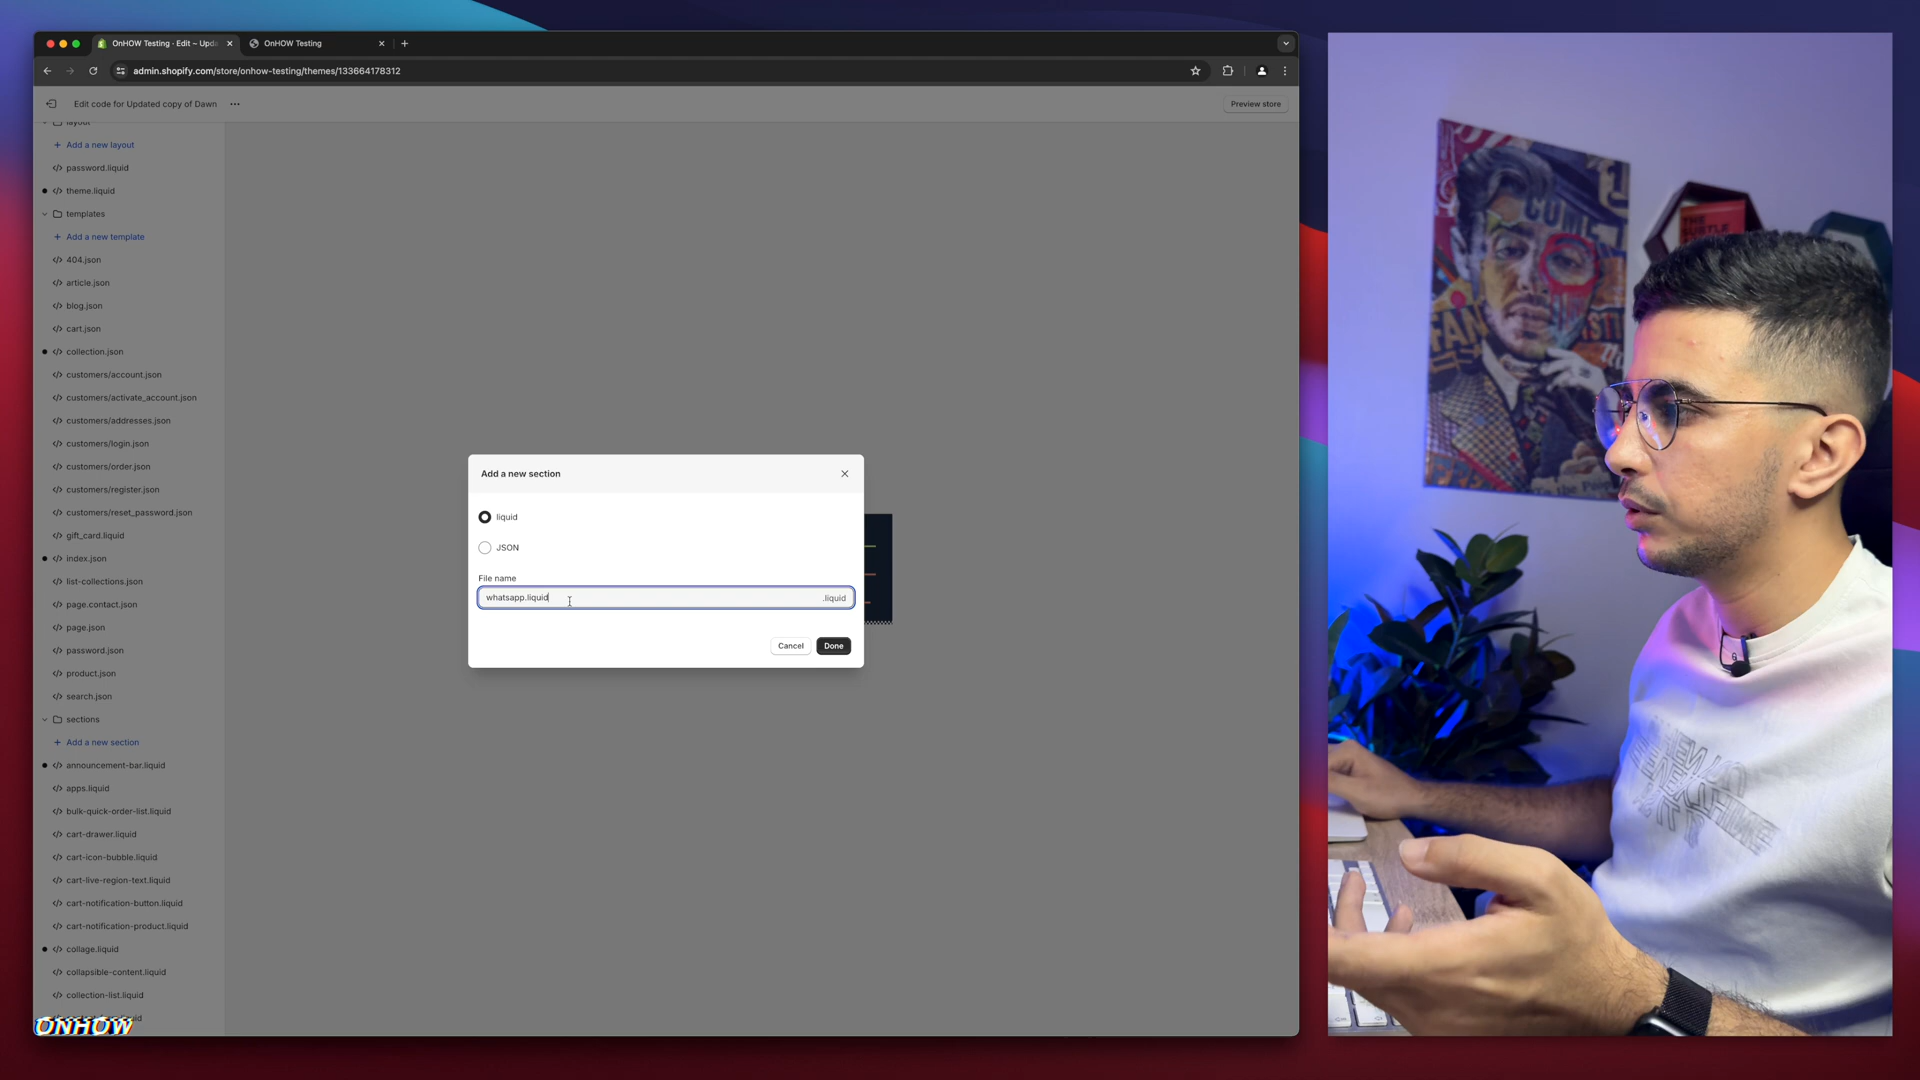 OnHOW Testing · Edit ~ Upda
OnHOW Testing
admin.shopify.com/store/onhow-testing/themes/133664178312
Edit code for Updated copy of Dawn
Preview store
layout
Add a new layout
password.liquid
theme.liquid
templates
Add a new template
404.json
article.json
blog.json
cart.json
collection.json
customers/account.json
customers/activate_account.json
customers/addresses.json
customers/login.json
customers/order.json
customers/register.json
customers/reset_password.json
gift_card.liquid
index.json
list-collections.json
page.contact.json
page.json
password.json
product.json
search.json
sections
Add a new section
announcement-bar.liquid
apps.liquid
bulk-quick-order-list.liquid
cart-drawer.liquid
cart-icon-bubble.liquid
cart-live-region-text.liquid
cart-notification-button.liquid
cart-notification-product.liquid
collage.liquid
collapsible-content.liquid
collection-list.liquid
ONHOW
Add a new section
liquid
JSON
File name
whatsapp.liquid
.liquid
Cancel
Done
COME
FAN
THE
SUBTLE